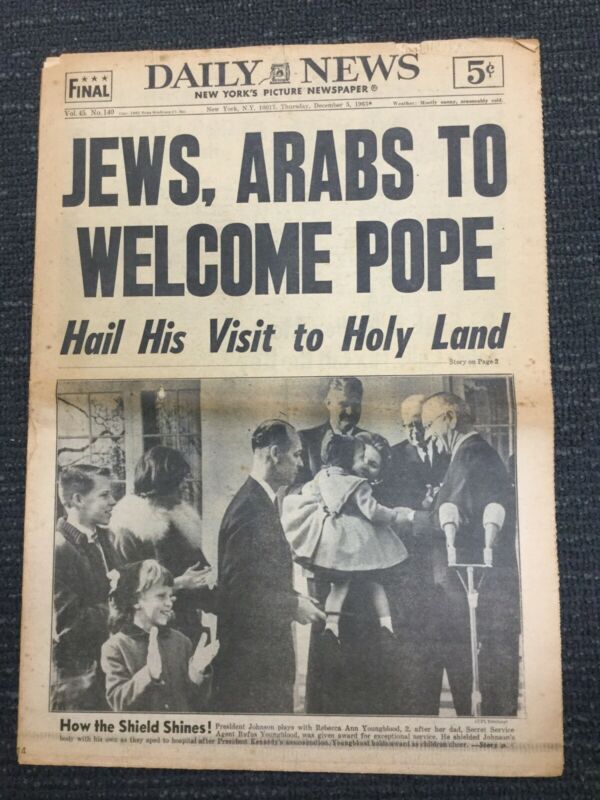 ★★★
FINAL
DAILY NEWS
NEW YORK'S PICTURE NEWSPAPER ®
5¢
Vol. 45. No. 140
New York, N.Y. 10017, Thursday, December 5, 1963*
Weather: Mostly sunny, seasonably cold.
JEWS, ARABS TO
WELCOME POPE
Hail His Visit to Holy Land
Story on Page 2
How the Shield Shines! President Johnson plays with Rebecca Ann Youngblood, 2, after her dad, Secret Service
Agent Rufus Youngblood, was given award for exceptional service. He shielded Johnson's
body with his own as they sped to hospital after President Kennedy's assassination. Youngblood holds award as children cheer. —Story p.